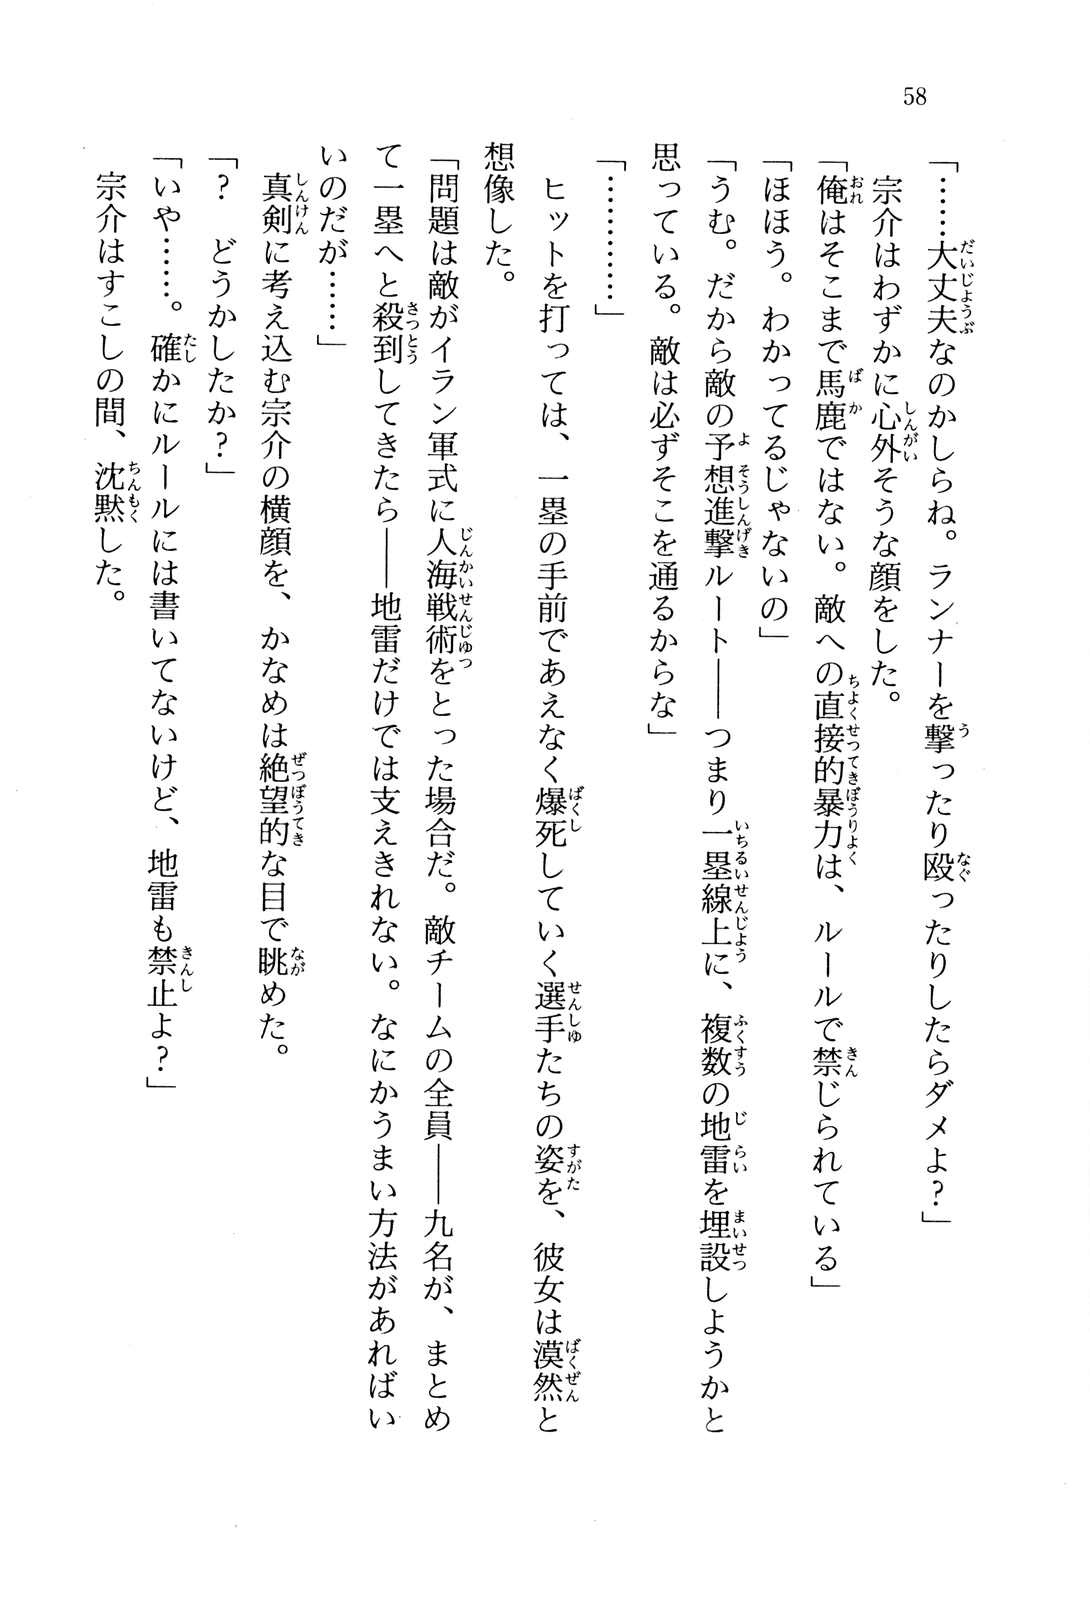 58
「……大丈夫なのかしらね。ランナーを撃ったり殴ったりしたらダメよ？」
宗介はわずかに心外そうな顔をした。
「俺はそこまで馬鹿ではない。敵への直接的暴力は、ルールで禁じられている」
「ほほう。わかってるじゃないの」
「うむ。だから敵の予想進撃ルート――つまり一塁線上に、複数の地雷を埋設しようかと
思っている。敵は必ずそこを通るからな」
「…………」
ヒットを打っては、一塁の手前であえなく爆死していく選手たちの姿を、彼女は漠然と
想像した。
「問題は敵がイラン軍式に人海戦術をとった場合だ。敵チームの全員――九名が、まとめ
て一塁へと殺到してきたら――地雷だけでは支えきれない。なにかうまい方法があればい
いのだが……」
真剣に考え込む宗介の横顔を、かなめは絶望的な目で眺めた。
「？　どうかしたか？」
「いや……。確かにルールには書いてないけど、地雷も禁止よ？」
宗介はすこしの間、沈黙した。